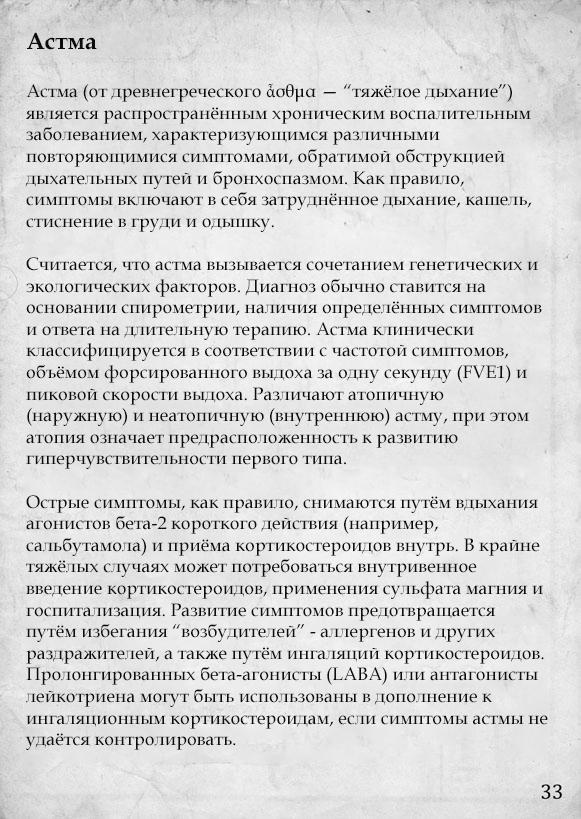 Астма
Астма (от древнегреческого ἆσθμα — “тяжёлое дыхание”)
является распространённым хроническим воспалительным
заболеванием, характеризующимся различными
повторяющимися симптомами, обратимой обструкцией
дыхательных путей и бронхоспазмом. Как правило,
симптомы включают в себя затруднённое дыхание, кашель,
стиснение в груди и одышку.
Считается, что астма вызывается сочетанием генетических и
экологических факторов. Диагноз обычно ставится на
основании спирометрии, наличия определённых симптомов
и ответа на длительную терапию. Астма клинически
классифицируется в соответствии с частотой симптомов,
объёмом форсированного выдоха за одну секунду (FVE1) и
пиковой скорости выдоха. Различают атопичную
(наружную) и неатопичную (внутреннюю) астму, при этом
атопия означает предрасположенность к развитию
гиперчувствительности первого типа.
Острые симптомы, как правило, снимаются путём вдыхания
агонистов бета-2 короткого действия (например,
сальбутамола) и приёма кортикостероидов внутрь. В крайне
тяжёлых случаях может потребоваться внутривенное
введение кортикостероидов, применения сульфата магния и
госпитализация. Развитие симптомов предотвращается
путём избегания “возбудителей” - аллергенов и других
раздражителей, а также путём ингаляций кортикостероидов.
Пролонгированных бета-агонисты (LABA) или антагонисты
лейкотриена могут быть использованы в дополнение к
ингаляционным кортикостероидам, если симптомы астмы не
удаётся контролировать.
33